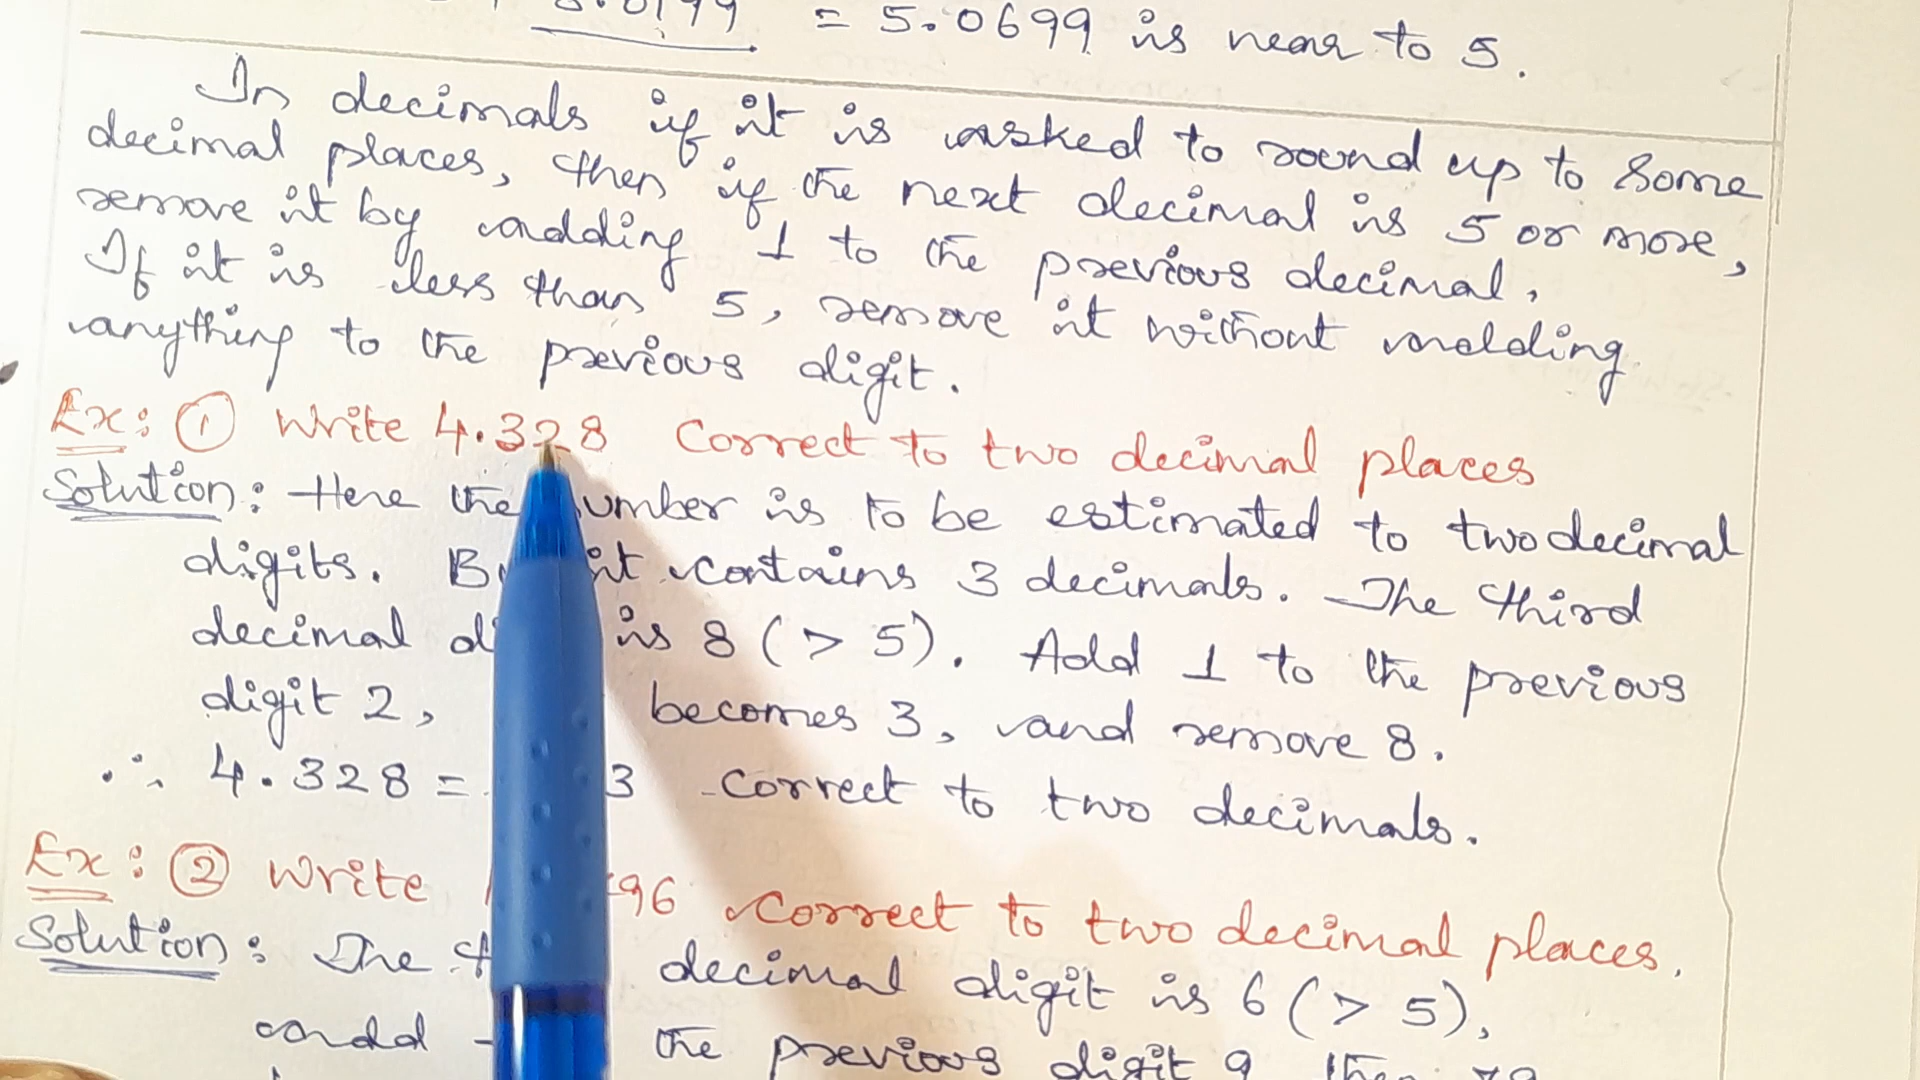 = 5.0699 is near to 5.
In decimals if it is asked to round up to some
decimal places, then if the next decimal is 5 or more,
remove it by adding 1 to the previous decimal.
If it is less than 5, remove it without adding
anything to the previous digit.
Ex: ① Write 4.328 correct to two decimal places
Solution: Here the number is to be estimated to two decimal
digits. But it contains 3 decimals. The third
decimal is 8 (> 5). Add 1 to the previous
digit 2, becomes 3, and remove 8.
∴ 4.328 = 3 correct to two decimals.
Ex: ② Write 96 correct to two decimal places.
Solution: The decimal digit is 6 (> 5),
add the previous digit 9, then